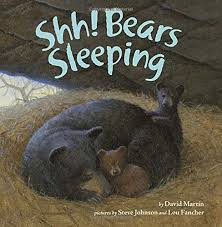 Shh! Bears
Sleeping
by David Martin
pictures by Steve Johnson and Lou Fancher